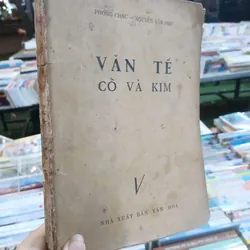 PHONG CHÂU — NGUYỄN VĂN PHÚ
VĂN TẾ
CỔ VÀ KIM
V
NHÀ XUẤT BẢN VĂN HÓA